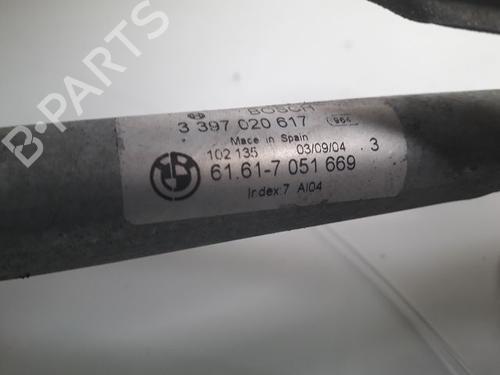 BOSCH
3 397 020 617 964
Made in Spain
102 135 03/09/04 3
61.61-7 051 669
Index:7 AI04
B-PARTS